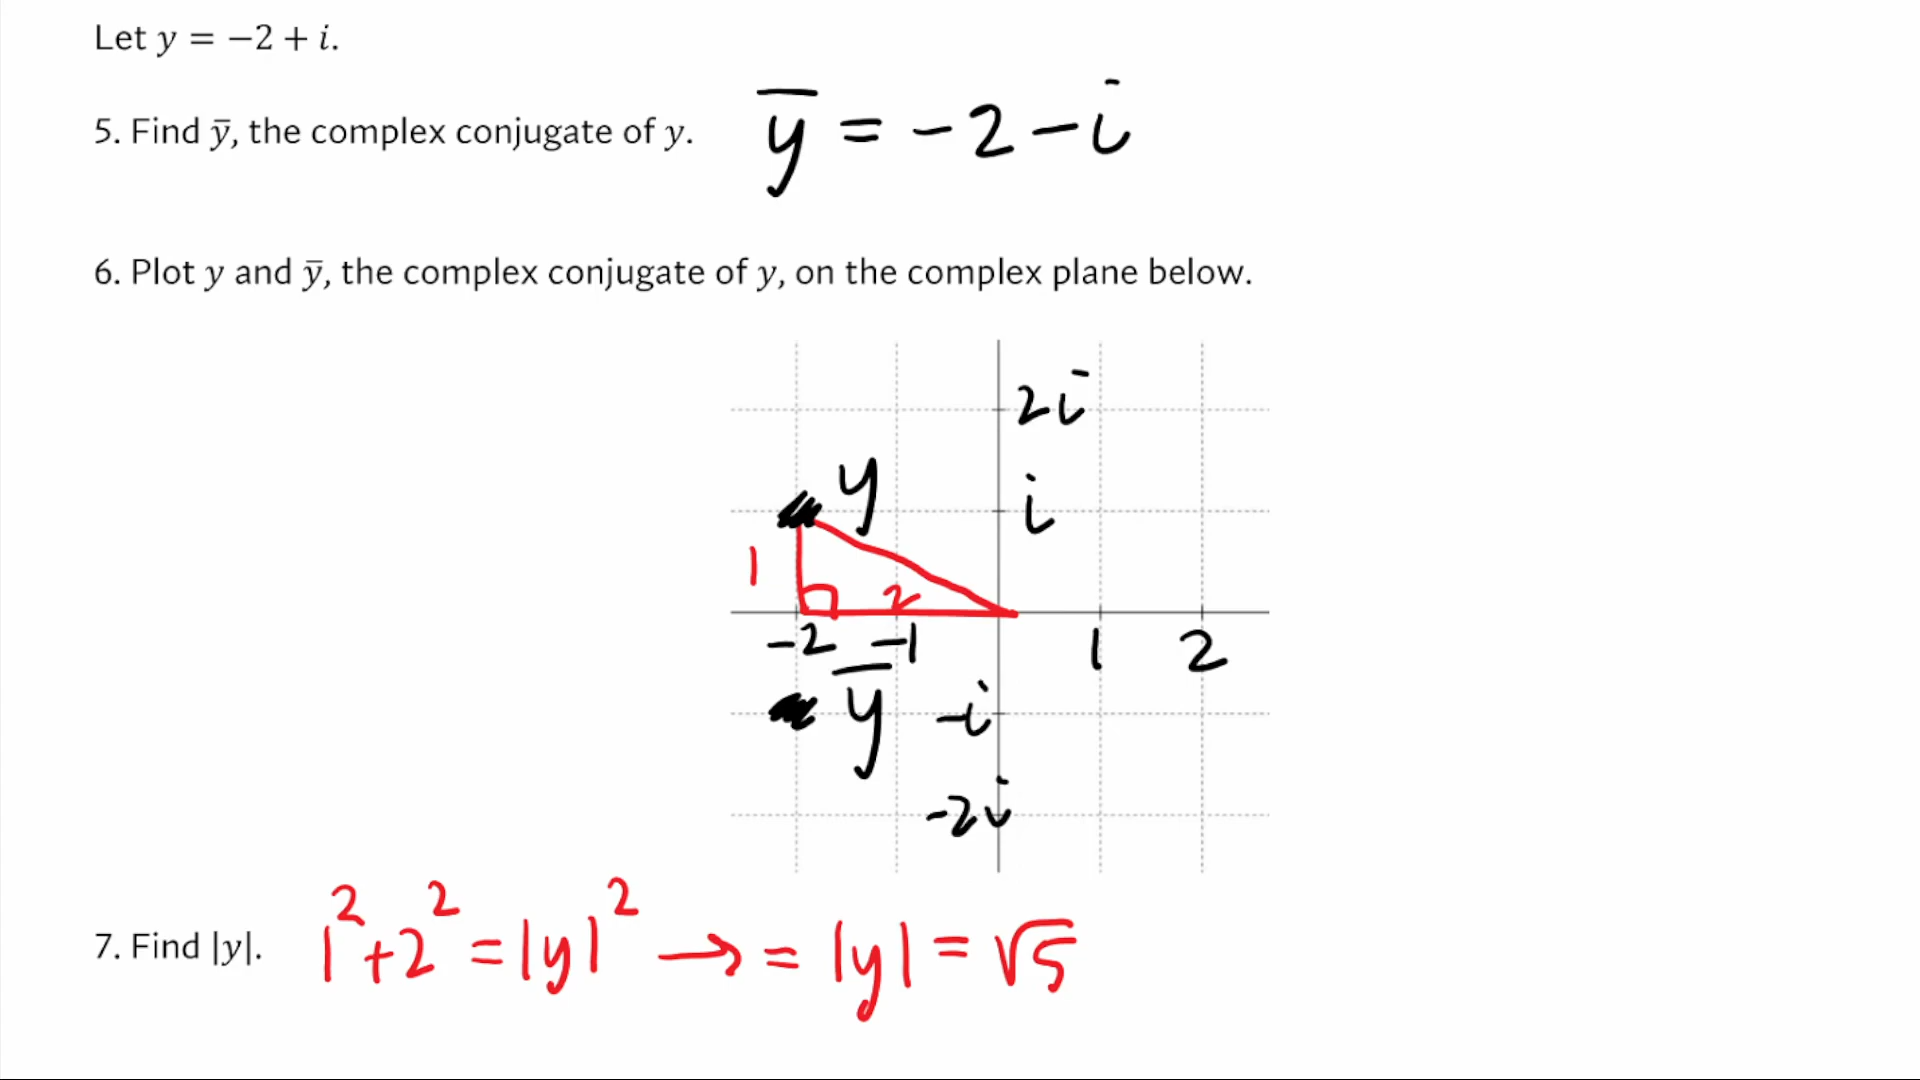 Let y = −2 + i.
5. Find ȳ, the complex conjugate of y.   ȳ = -2 - i
6. Plot y and ȳ, the complex conjugate of y, on the complex plane below.
2i
y
i
1
2
-2 -1 1 2
ȳ -i
-2i
7. Find |y|.   1² + 2² = |y|² → = |y| = √5